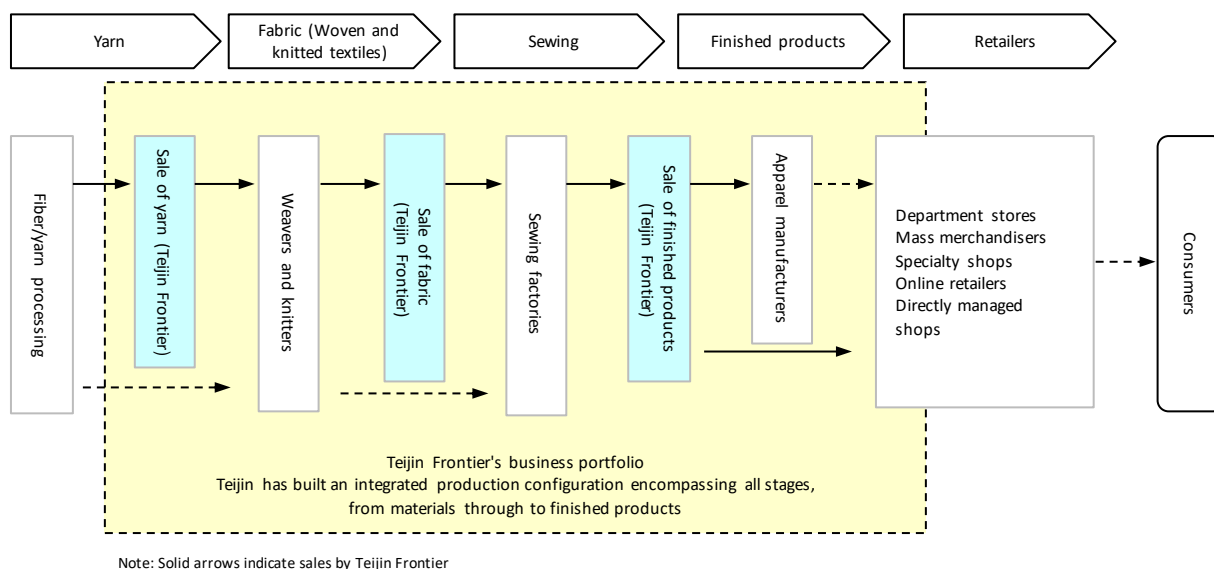 Yarn
Fabric (Woven and
knitted textiles)
Sewing
Finished products
Retailers
Fiber/yarn processing
Sale of yarn (Teijin Frontier)
Weavers and knitters
Sale of fabric
(Teijin Frontier)
Sewing factories
Sale of finished products
(Teijin Frontier)
Apparel manufacturers
Department stores
Mass merchandisers
Specialty shops
Online retailers
Directly managed
shops
Consumers
Teijin Frontier's business portfolio
Teijin has built an integrated production configuration encompassing all stages,
from materials through to finished products
Note: Solid arrows indicate sales by Teijin Frontier